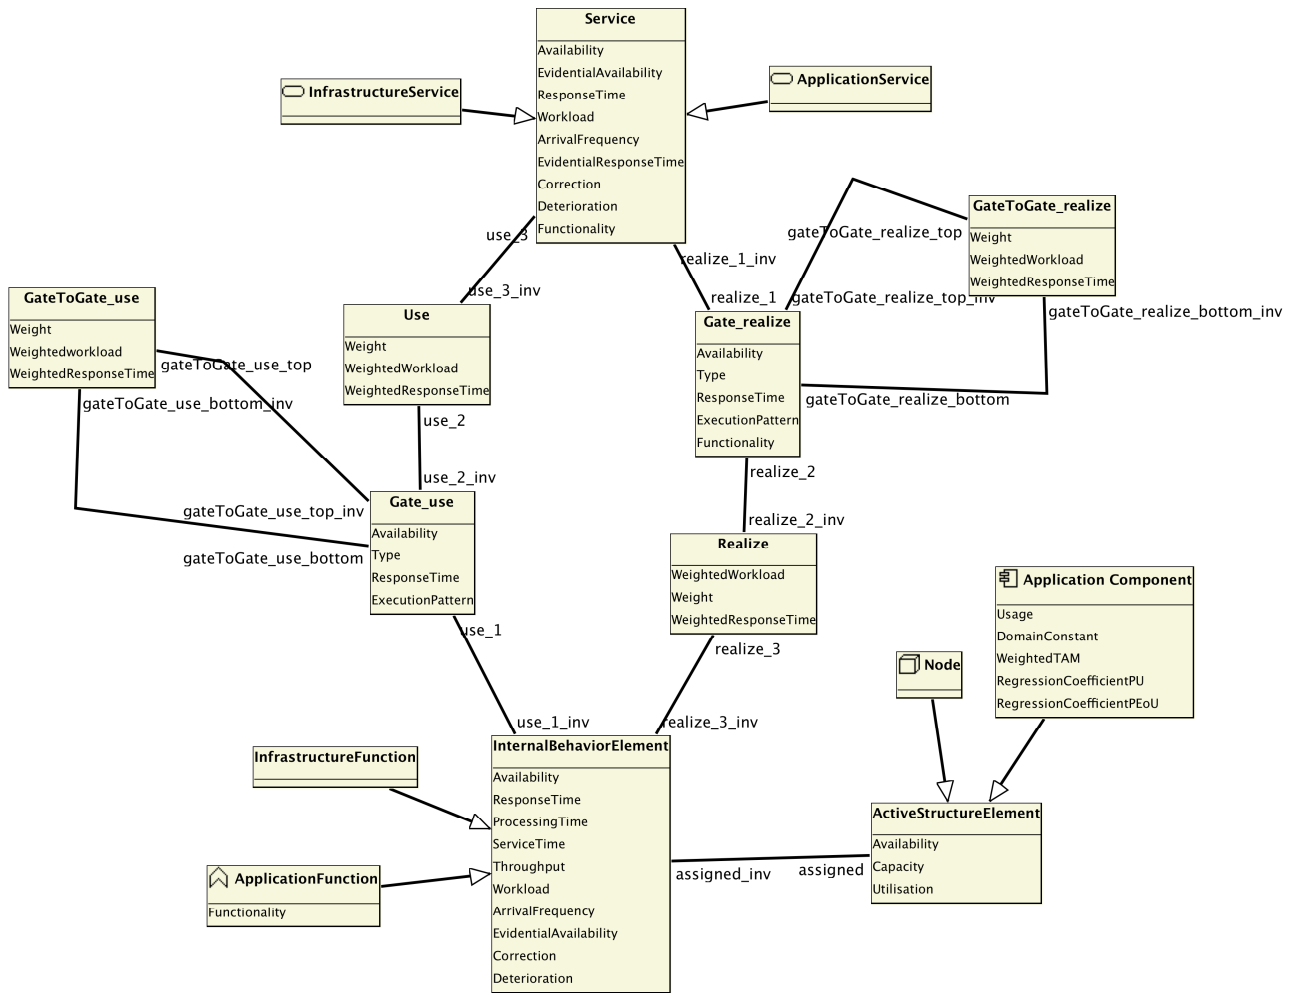 Service
Availability
EvidentialAvailability
ResponseTime
Workload
ArrivalFrequency
EvidentialResponseTime
Correction
Deterioration
Functionality
InfrastructureService
ApplicationService
use_3
use_3_inv
realize_1_inv
realize_1
gateToGate_realize_top
gateToGate_realize_top_inv
GateToGate_realize
Weight
WeightedWorkload
WeightedResponseTime
gateToGate_realize_bottom_inv
gateToGate_realize_bottom
GateToGate_use
Weight
Weightedworkload
WeightedResponseTime
gateToGate_use_top
gateToGate_use_bottom_inv
Use
Weight
WeightedWorkload
WeightedResponseTime
use_2
use_2_inv
Gate_realize
Availability
Type
ResponseTime
ExecutionPattern
Functionality
realize_2
realize_2_inv
gateToGate_use_top_inv
gateToGate_use_bottom
Gate_use
Availability
Type
ResponseTime
ExecutionPattern
use_1
use_1_inv
Realize
WeightedWorkload
Weight
WeightedResponseTime
realize_3
realize_3_inv
Application Component
Usage
DomainConstant
WeightedTAM
RegressionCoefficientPU
RegressionCoefficientPEoU
Node
InfrastructureFunction
ApplicationFunction
Functionality
InternalBehaviorElement
Availability
ResponseTime
ProcessingTime
ServiceTime
Throughput
Workload
ArrivalFrequency
EvidentialAvailability
Correction
Deterioration
assigned_inv
assigned
ActiveStructureElement
Availability
Capacity
Utilisation